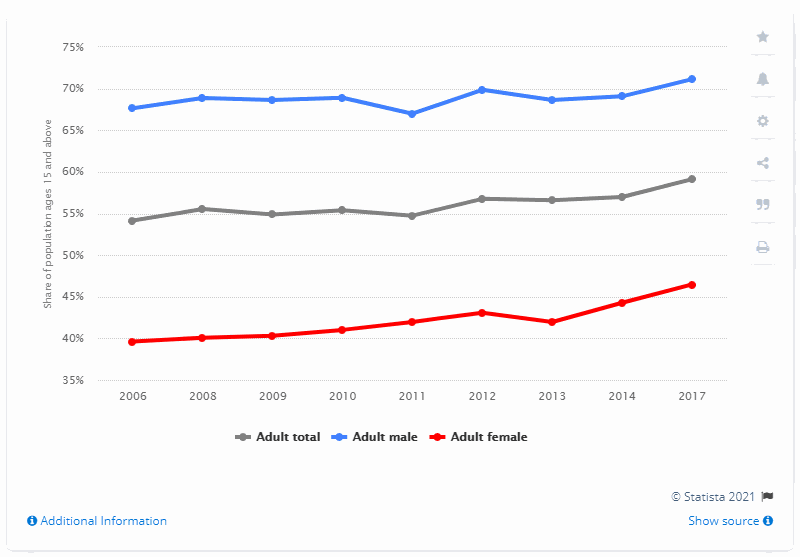 75%
70%
65%
60%
55%
50%
45%
40%
35%
Share of population ages 15 and above
2006 2008 2009 2010 2011 2012 2013 2014 2017
Adult total Adult male Adult female
© Statista 2021
Additional Information Show source